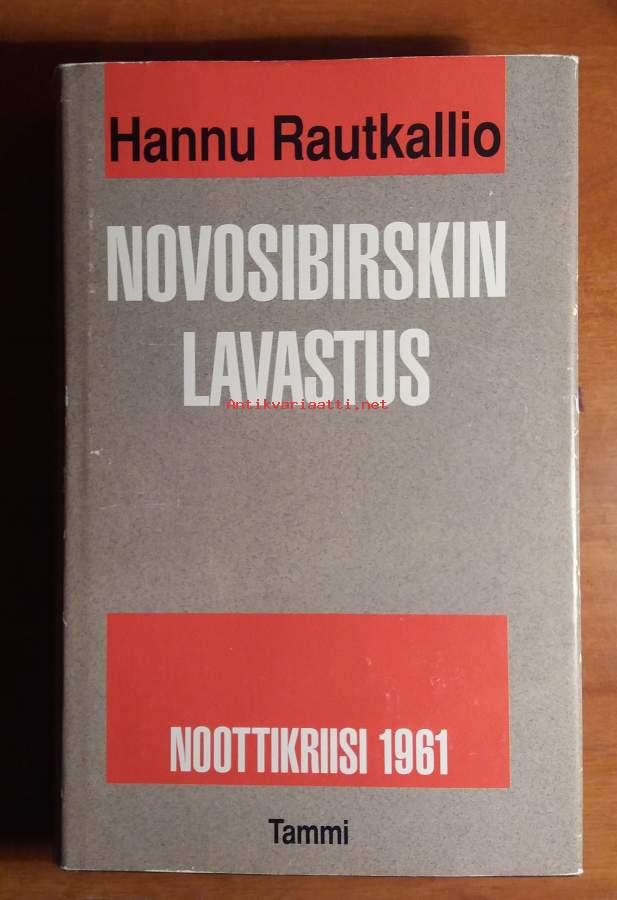 Hannu Rautkallio
NOVOSIBIRSKIN
LAVASTUS
Antikvariaatti.net
NOOTTIKRIISI 1961
Tammi